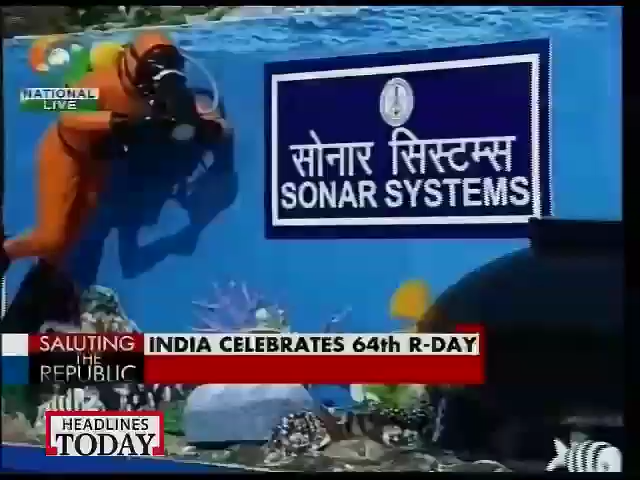 NATIONAL
LIVE
सोनार सिस्टम्स
SONAR SYSTEMS
SALUTING
THE
REPUBLIC
INDIA CELEBRATES 64th R-DAY
HEADLINES
TODAY